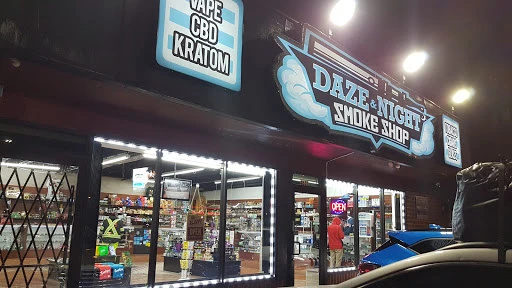 VAPE
CBD
KRATOM
DAZE & NIGHT
SMOKE SHOP
OPEN